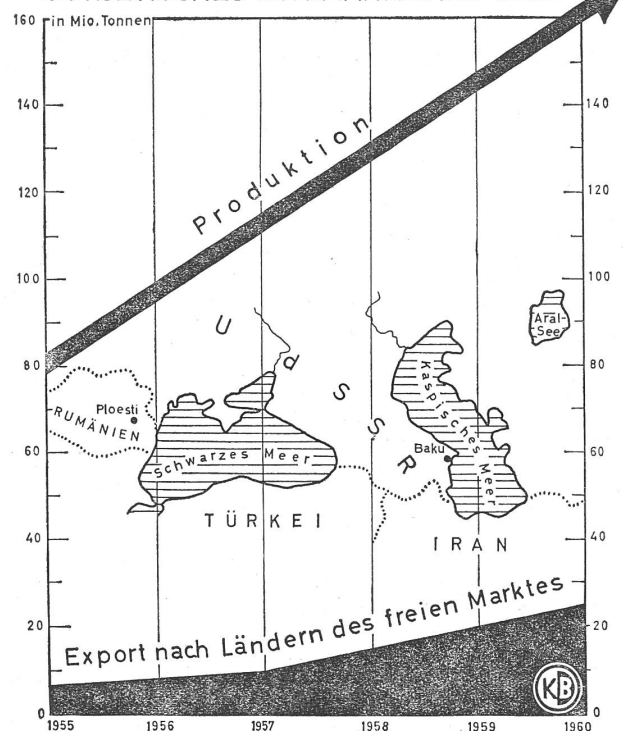 160
in Mio. Tonnen
140
140
120
120
100
100
80
80
60
60
40
40
20
20
0
0
Produktion
UdSSR
Aral-
See
Ploesti
RUMÄNIEN
Schwarzes Meer
Kaspisches Meer
Baku
TÜRKEI
IRAN
Export nach Ländern des freien Marktes
KB
1955
1956
1957
1958
1959
1960